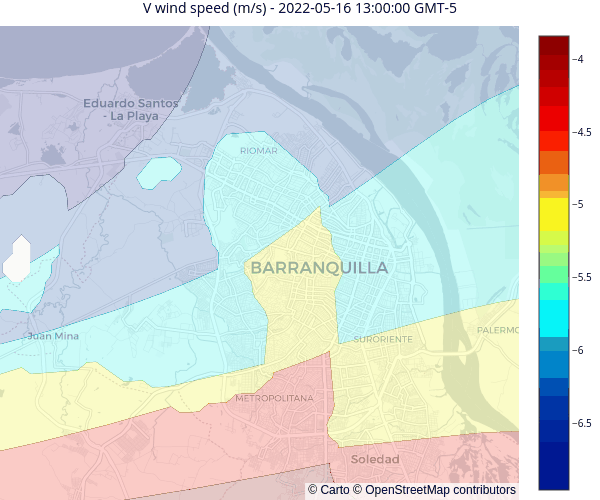 V wind speed (m/s) - 2022-05-16 13:00:00 GMT-5
Eduardo Santos
- La Playa
RIOMAR
BARRANQUILLA
Juan Mina
SURORIENTE
PALERMO
METROPOLITANA
Soledad
© Carto © OpenStreetMap contributors
−4
−4.5
−5
−5.5
−6
−6.5